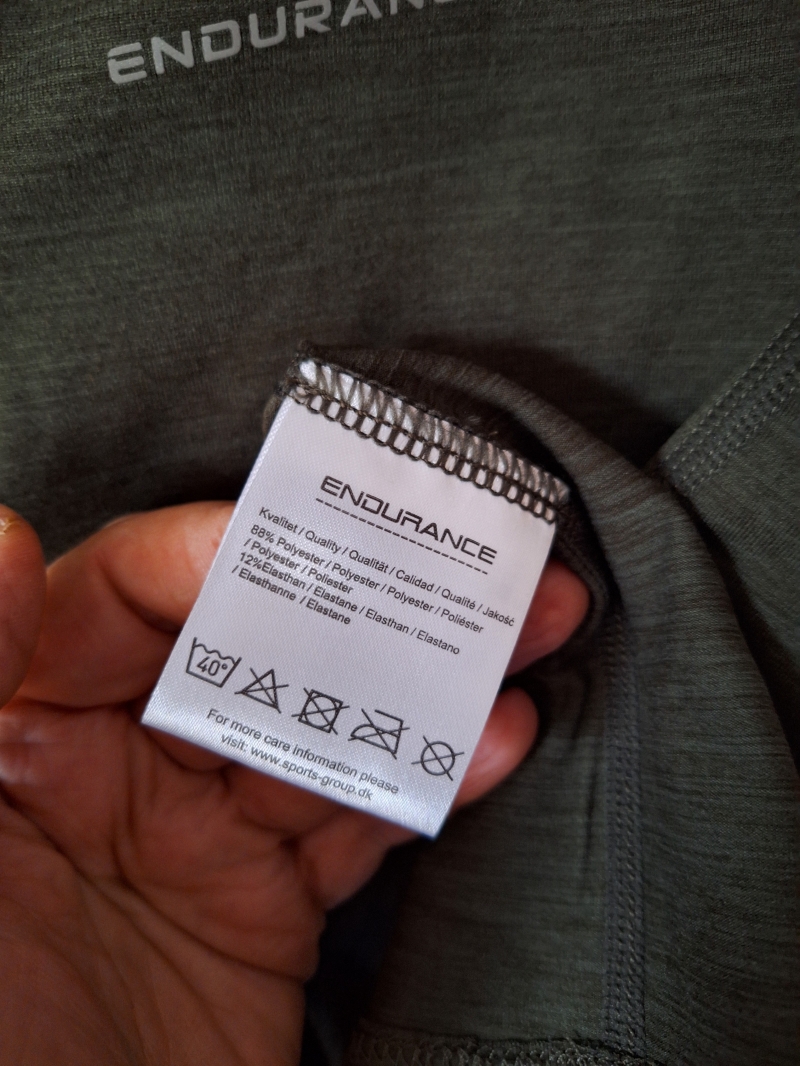 ENDURAN
ENDURANCE
Kvalitet / Quality / Qualität / Calidad / Qualité / Jakość
88% Polyester / Polyester / Polyester / Poliéster
/ Polyester / Poliester
12%Elasthan / Elastane / Elasthan / Elastano
/ Elasthanne / Elastane
40°
For more care information please
visit: www.sports-group.dk